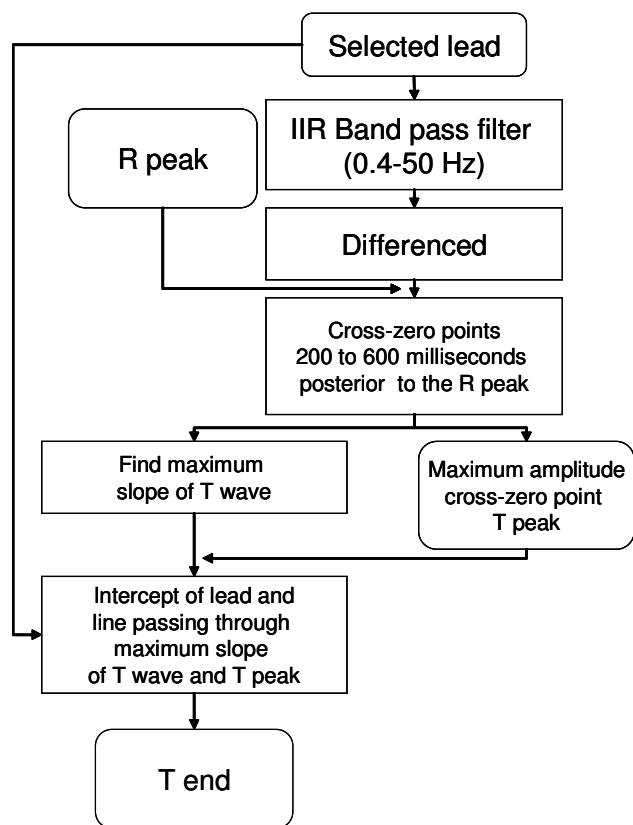 Selected lead
IIR Band pass filter
(0.4-50 Hz)
R peak
Differenced
Cross-zero points
200 to 600 milliseconds
posterior to the R peak
Find maximum
slope of T wave
Maximum amplitude
cross-zero point
T peak
Intercept of lead and
line passing through
maximum slope
of T wave and T peak
T end